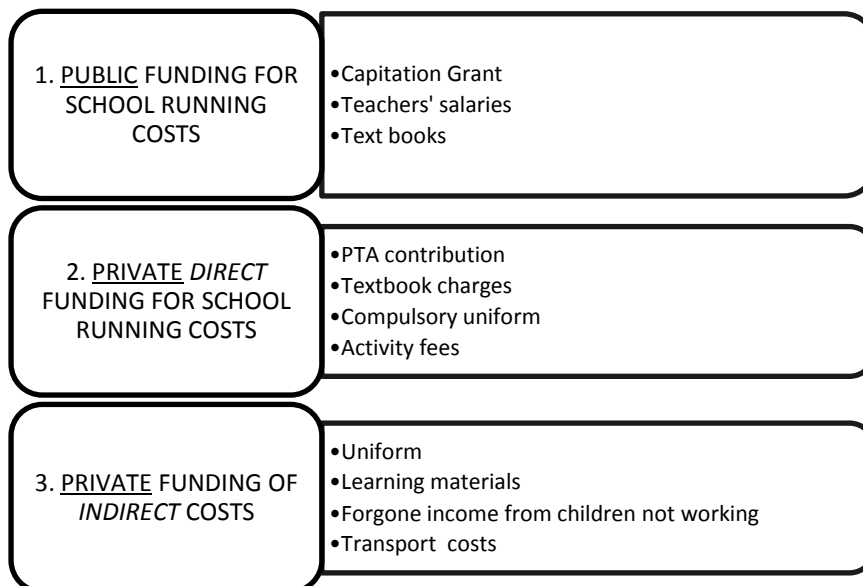 1. PUBLIC FUNDING FOR
SCHOOL RUNNING
COSTS
•Capitation Grant
•Teachers' salaries
•Text books
2. PRIVATE DIRECT
FUNDING FOR SCHOOL
RUNNING COSTS
•PTA contribution
•Textbook charges
•Compulsory uniform
•Activity fees
3. PRIVATE FUNDING OF
INDIRECT COSTS
•Uniform
•Learning materials
•Forgone income from children not working
•Transport costs